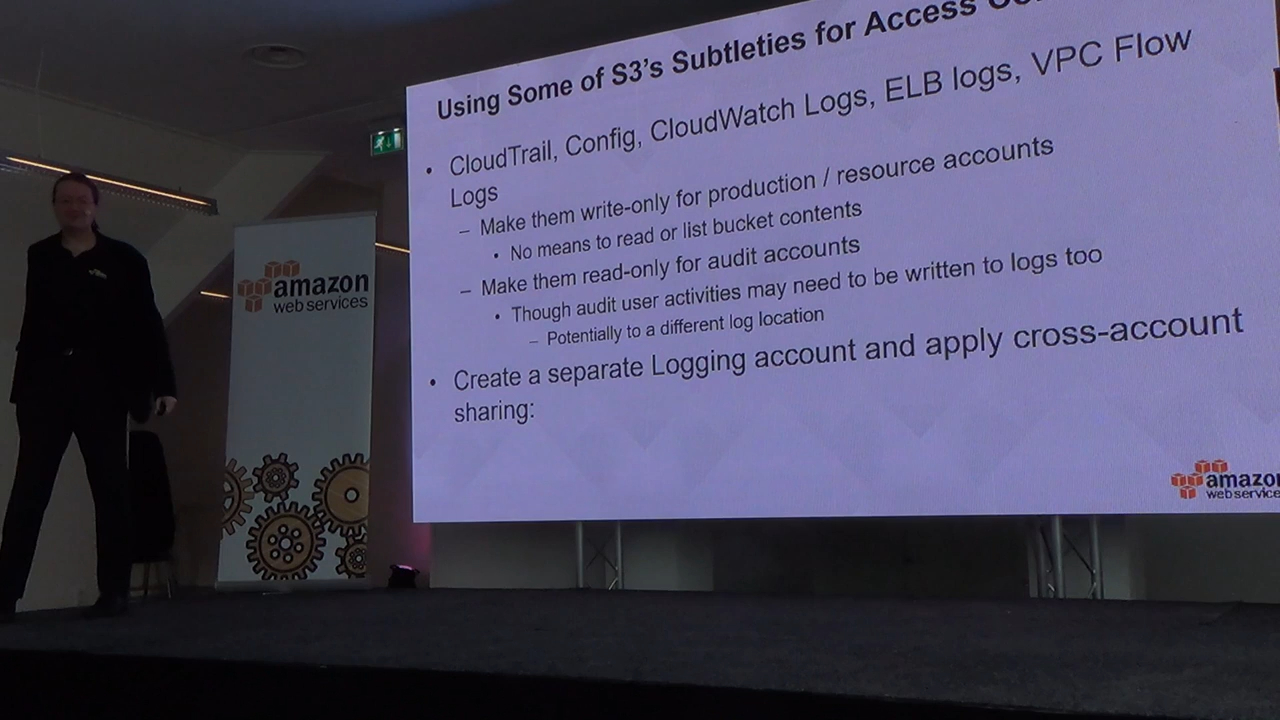 Using Some of S3's Subtleties for Access
• CloudTrail, Config, CloudWatch Logs, ELB logs, VPC Flow
Logs
– Make them write-only for production / resource accounts
• No means to read or list bucket contents
– Make them read-only for audit accounts
• Though audit user activities may need to be written to logs too
– Potentially to a different log location
• Create a separate Logging account and apply cross-account
sharing:
amazon
web services
amazon
web service